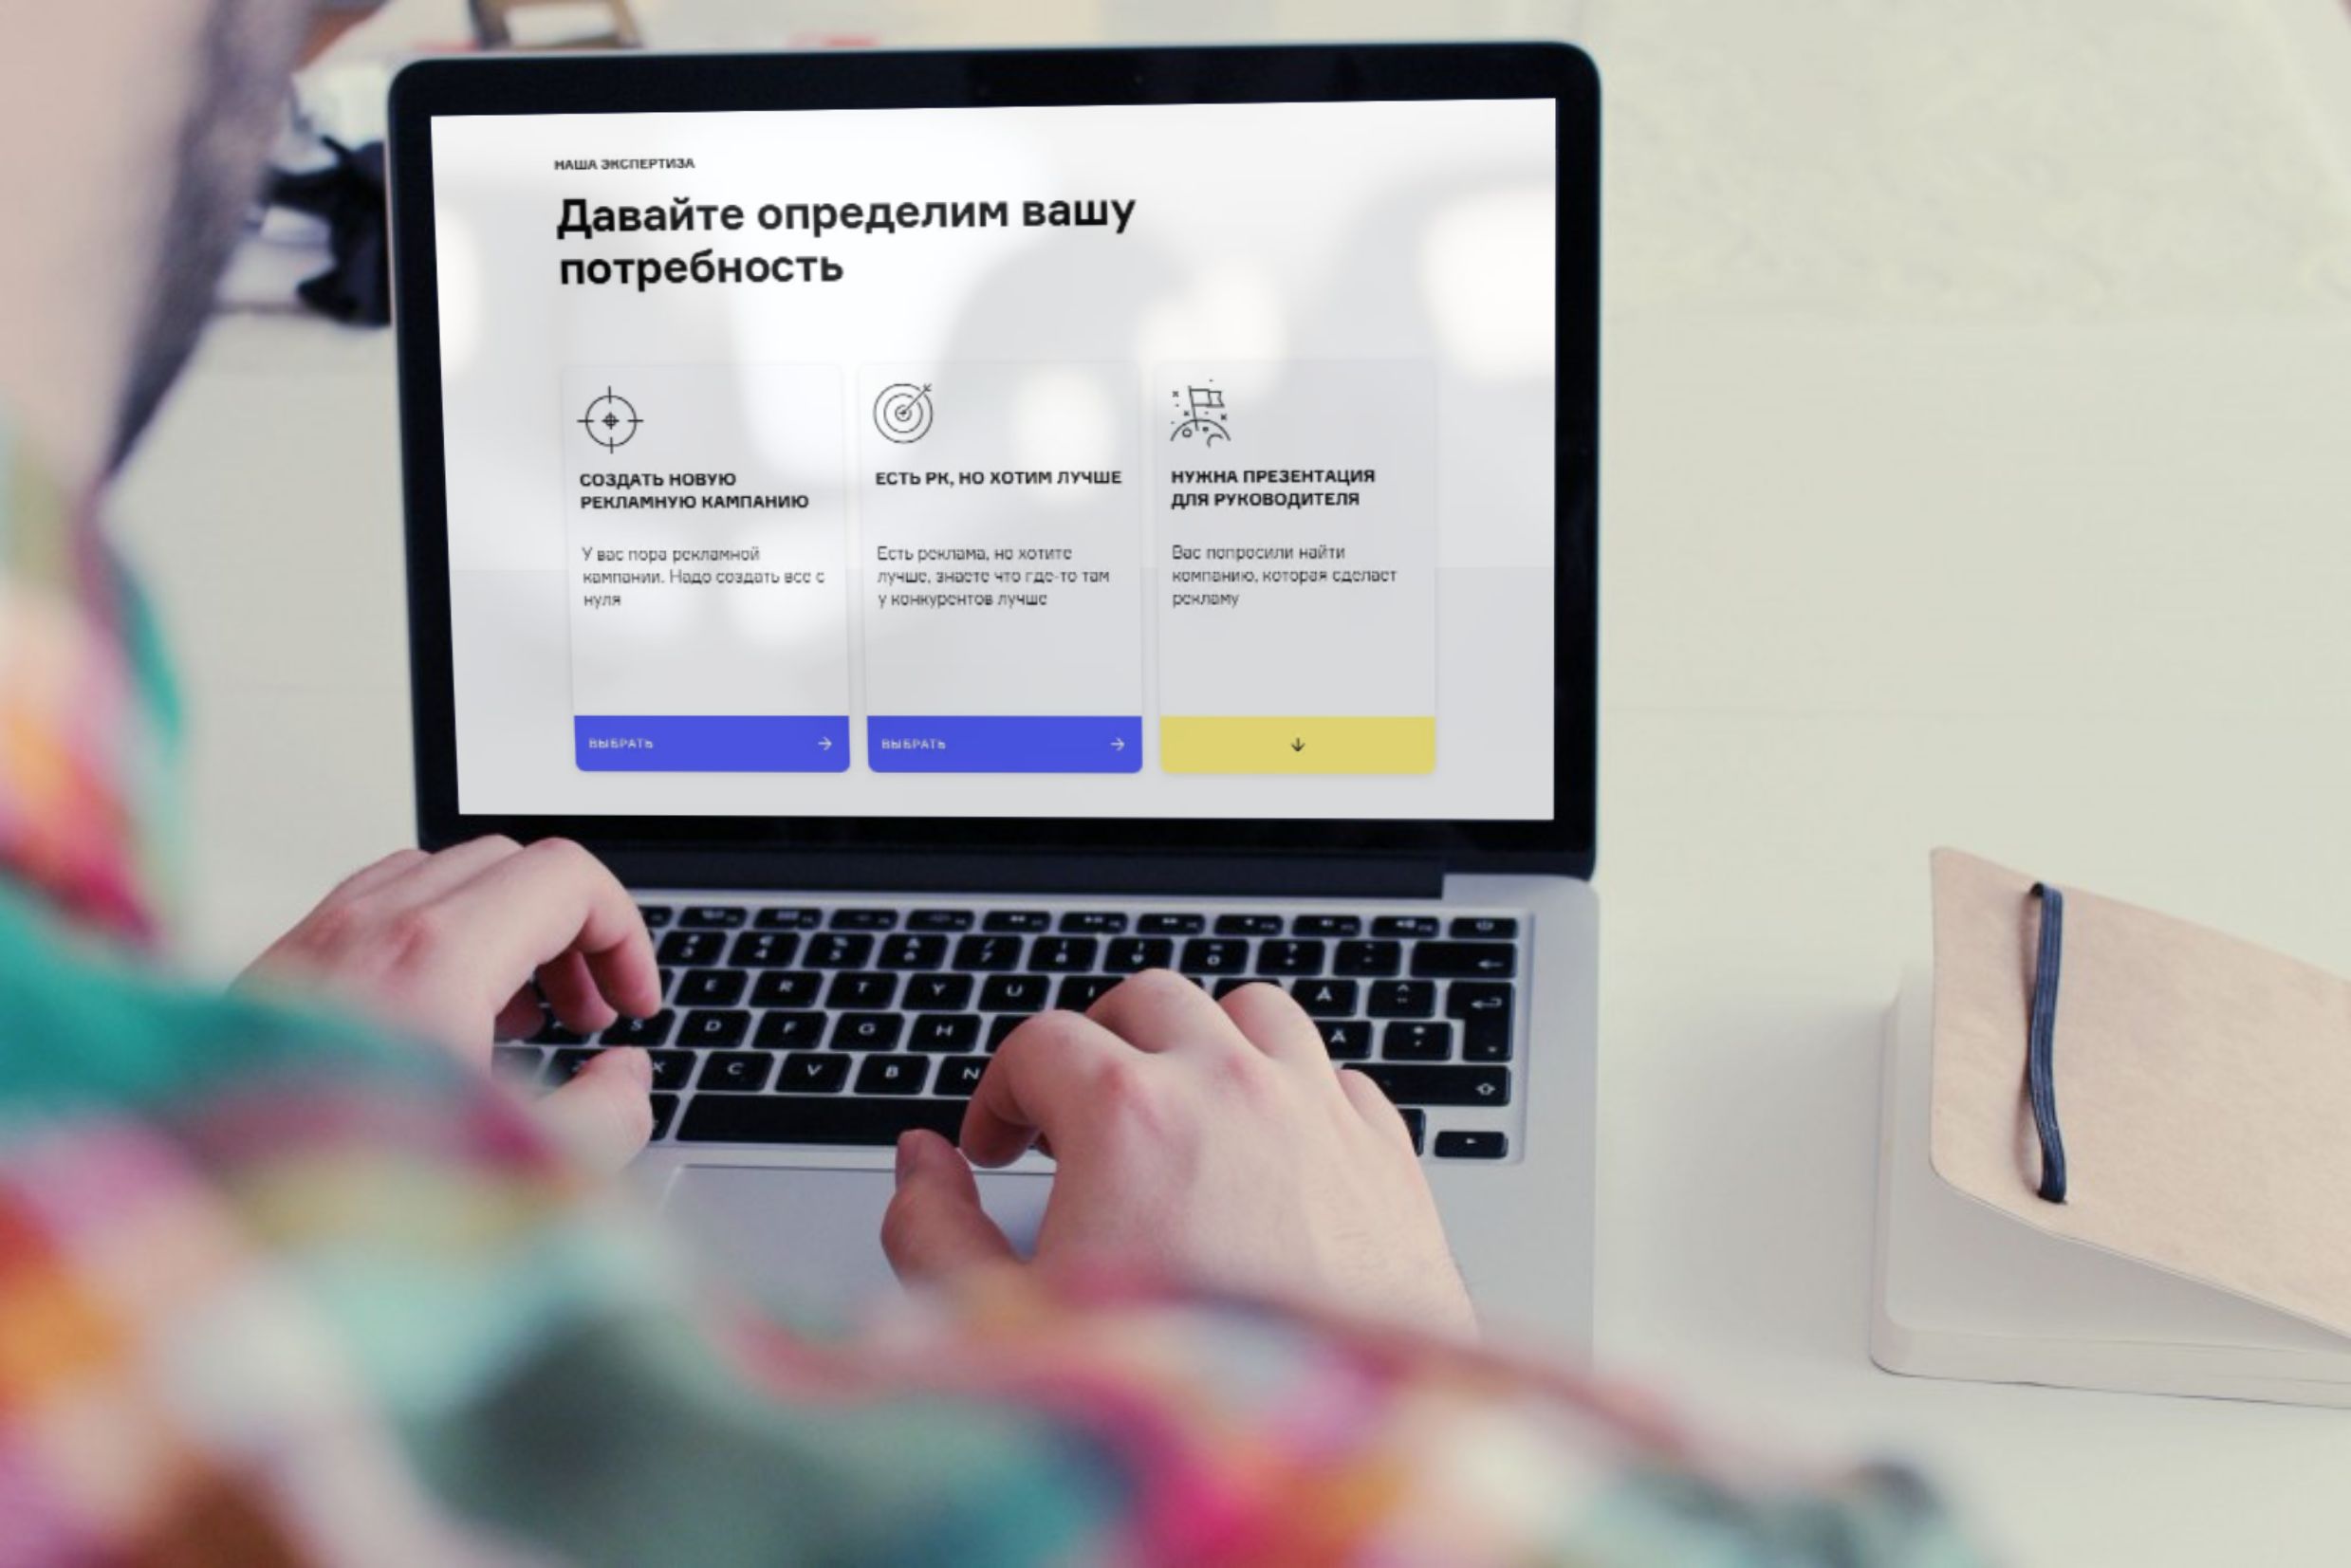 НАША ЭКСПЕРТИЗА
Давайте определим вашу
потребность
СОЗДАТЬ НОВУЮ
РЕКЛАМНУЮ КАМПАНИЮ
У вас пора рекламной
кампании. Надо создать все с
нуля
ВЫБРАТЬ
ЕСТЬ РК, НО ХОТИМ ЛУЧШЕ
Есть реклама, но хотите
лучше, знаете что где-то там
у конкурентов лучше
ВЫБРАТЬ
НУЖНА ПРЕЗЕНТАЦИЯ
ДЛЯ РУКОВОДИТЕЛЯ
Вас попросили найти
компанию, которая сделает
рекламу
E R T Y U I Å
S D F G H Ä
X C V B N